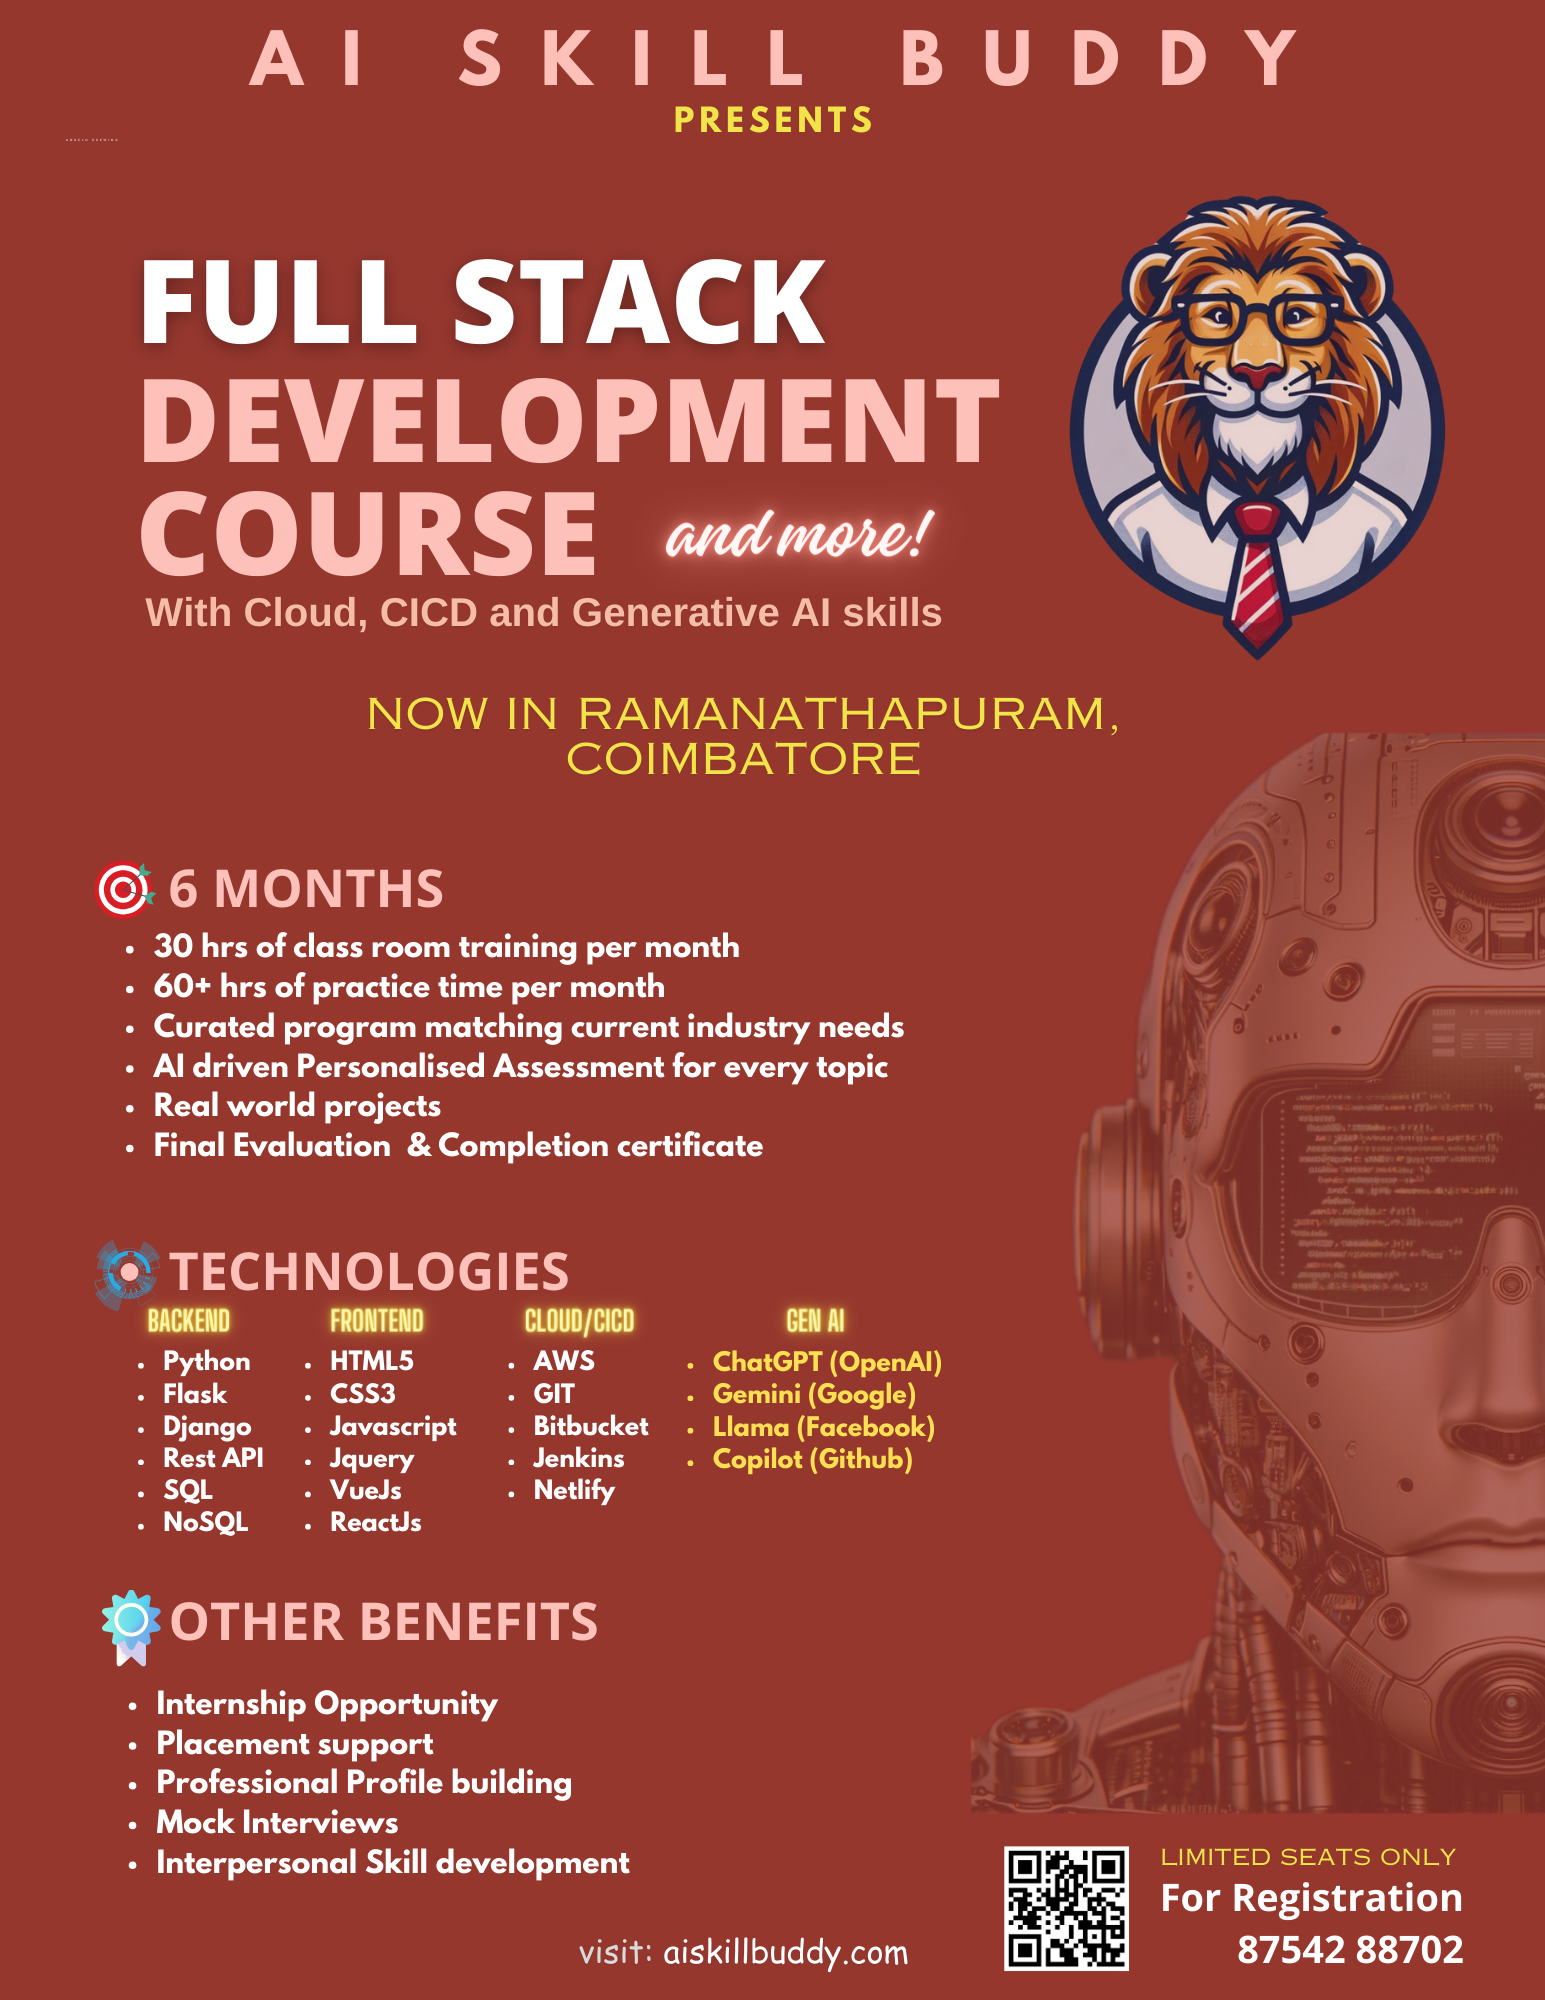 AI SKILL BUDDY
PRESENTS
FULL STACK
DEVELOPMENT
COURSE
and more!
With Cloud, CICD and Generative AI skills
NOW IN RAMANATHAPURAM,
COIMBATORE
6 MONTHS
30 hrs of class room training per month
60+ hrs of practice time per month
Curated program matching current industry needs
AI driven Personalised Assessment for every topic
Real world projects
Final Evaluation & Completion certificate
TECHNOLOGIES
BACKEND
Python
Flask
Django
Rest API
SQL
NoSQL
FRONTEND
HTML5
CSS3
Javascript
Jquery
VueJs
ReactJs
CLOUD/CICD
AWS
GIT
Bitbucket
Jenkins
Netlify
GEN AI
ChatGPT (OpenAI)
Gemini (Google)
Llama (Facebook)
Copilot (Github)
OTHER BENEFITS
Internship Opportunity
Placement support
Professional Profile building
Mock Interviews
Interpersonal Skill development
visit: aiskillbuddy.com
LIMITED SEATS ONLY
For Registration
87542 88702